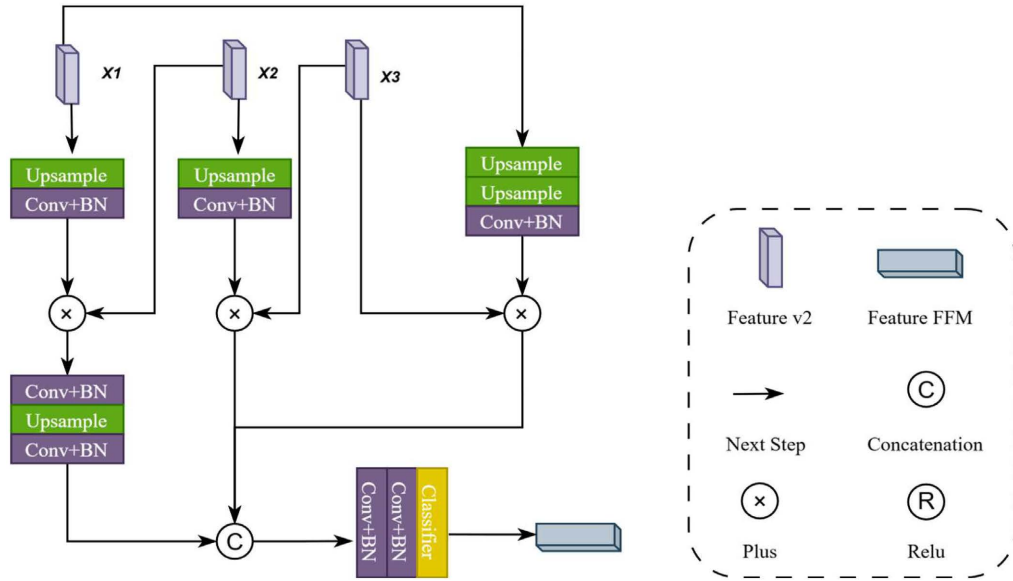 X1
X2
X3
Upsample
Conv+BN
Upsample
Conv+BN
Upsample
Upsample
Conv+BN
×
×
×
Conv+BN
Upsample
Conv+BN
C
Conv+BN
Conv+BN
Classifier
Feature v2
Feature FFM
C
Next Step
Concatenation
×
R
Plus
Relu